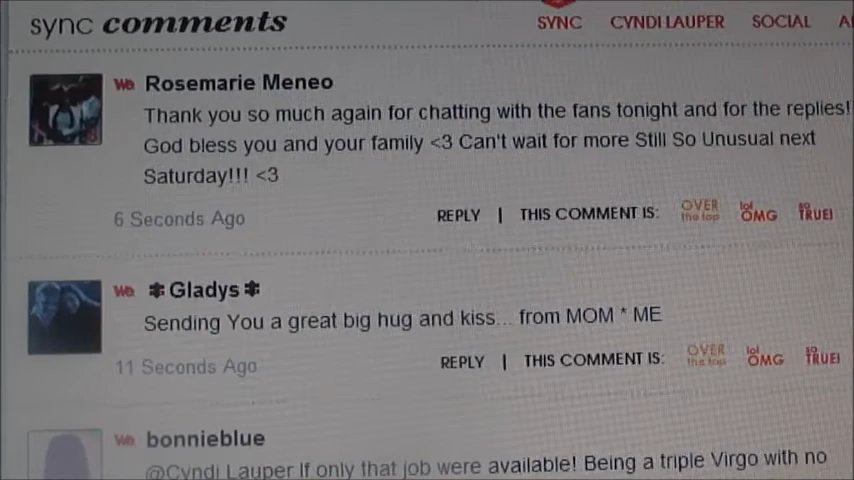 sync comments
SYNC CYNDI LAUPER SOCIAL
We Rosemarie Meneo
Thank you so much again for chatting with the fans tonight and for the replies!
God bless you and your family <3 Can't wait for more Still So Unusual next
Saturday!!! <3
6 Seconds Ago REPLY | THIS COMMENT IS: OVER the top lol OMG so TRUE!
We ✽Gladys✽
Sending You a great big hug and kiss... from MOM * ME
11 Seconds Ago REPLY | THIS COMMENT IS: OVER the top lol OMG so TRUE!
We bonnieblue
@Cyndi Lauper If only that job were available! Being a triple Virgo with no